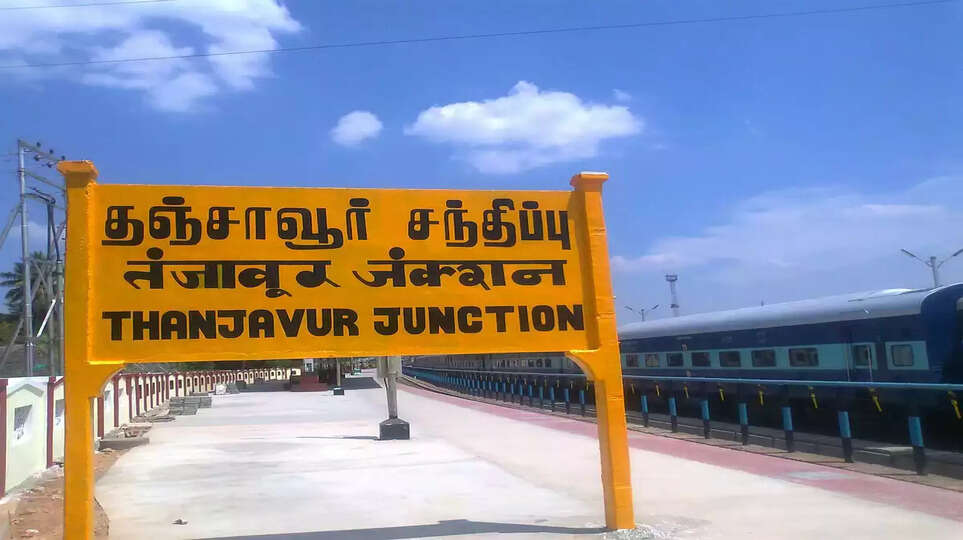 தஞ்சாவூர் சந்திப்பு
तंजावूर जंक्शन
THANJAVUR JUNCTION